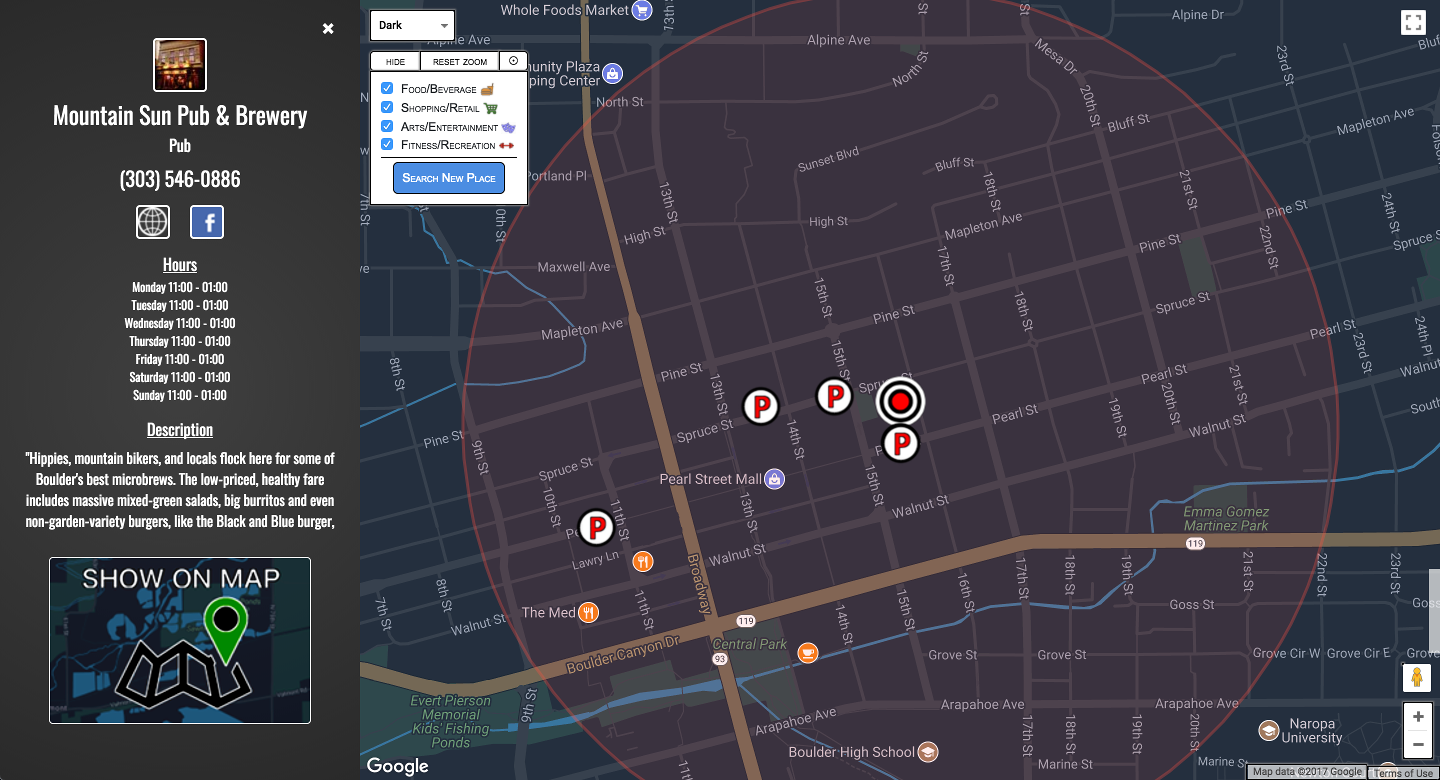 ×
Mountain Sun Pub & Brewery
Pub
(303) 546-0886
f
Hours
Monday 11:00 - 01:00
Tuesday 11:00 - 01:00
Wednesday 11:00 - 01:00
Thursday 11:00 - 01:00
Friday 11:00 - 01:00
Saturday 11:00 - 01:00
Sunday 11:00 - 01:00
Description
"Hippies, mountain bikers, and locals flock here for some of
Boulder's best microbrews. The low-priced, healthy fare
includes massive mixed-green salads, big burritos and even
non-garden-variety burgers, like the Black and Blue burger,
SHOW ON MAP
Dark
HIDE
RESET ZOOM
Food/Beverage
Shopping/Retail
Arts/Entertainment
Fitness/Recreation
Search New Place
Whole Foods Market
13th St
Alpine Dr
Alpine Ave
Alpine Ave
Mesa Dr
23rd St
North St
20th St
North St
Bluff St
Mapleton Ave
Portland Pl
Sunset Blvd
Bluff St
18th St
21st St
13th St
24th St
Pine St
High St
Mapleton Ave
High St
Pine St
22nd St
Spruce S
Maxwell Ave
17th St
15th St
18th St
Spruce St
Mapleton Ave
Pine St
Pearl St
24th Pl
23rd St
8th St
Pine St
15th St
Pearl St
Walnut
21st St
13th St
20th St
19th St
Pearl St
South
Walnut St
Spruce St
14th St
Pine St
9th St
Spruce St
Pearl Street Mall
15th St
10th St
11th St
13th St
Walnut St
Emma Gomez
Martinez Park
P
P
P
P
Lawry Ln
Walnut St
119
Broadway
8th St
7th St
11th St
The Med
Walnut St
119
16th St
17th St
18th St
19th St
21st St
22nd St
23rd St
15th St
14th St
Goss St
Goss
Boulder Canyon Dr
Central Park
93
Grove St
Grove St
Grove Cir W
Grove Cir E
Grove
Evert Pierson
Memorial
Kids' Fishing
Ponds
9th St
Arapahoe Ave
Arapahoe Ave
Arapahoe Ave
17th St
18th St
19th St
20th St
Naropa
University
Boulder High School
11th St
Marine St
Marine S
Google
Map data ©2017 Google
Terms of Use